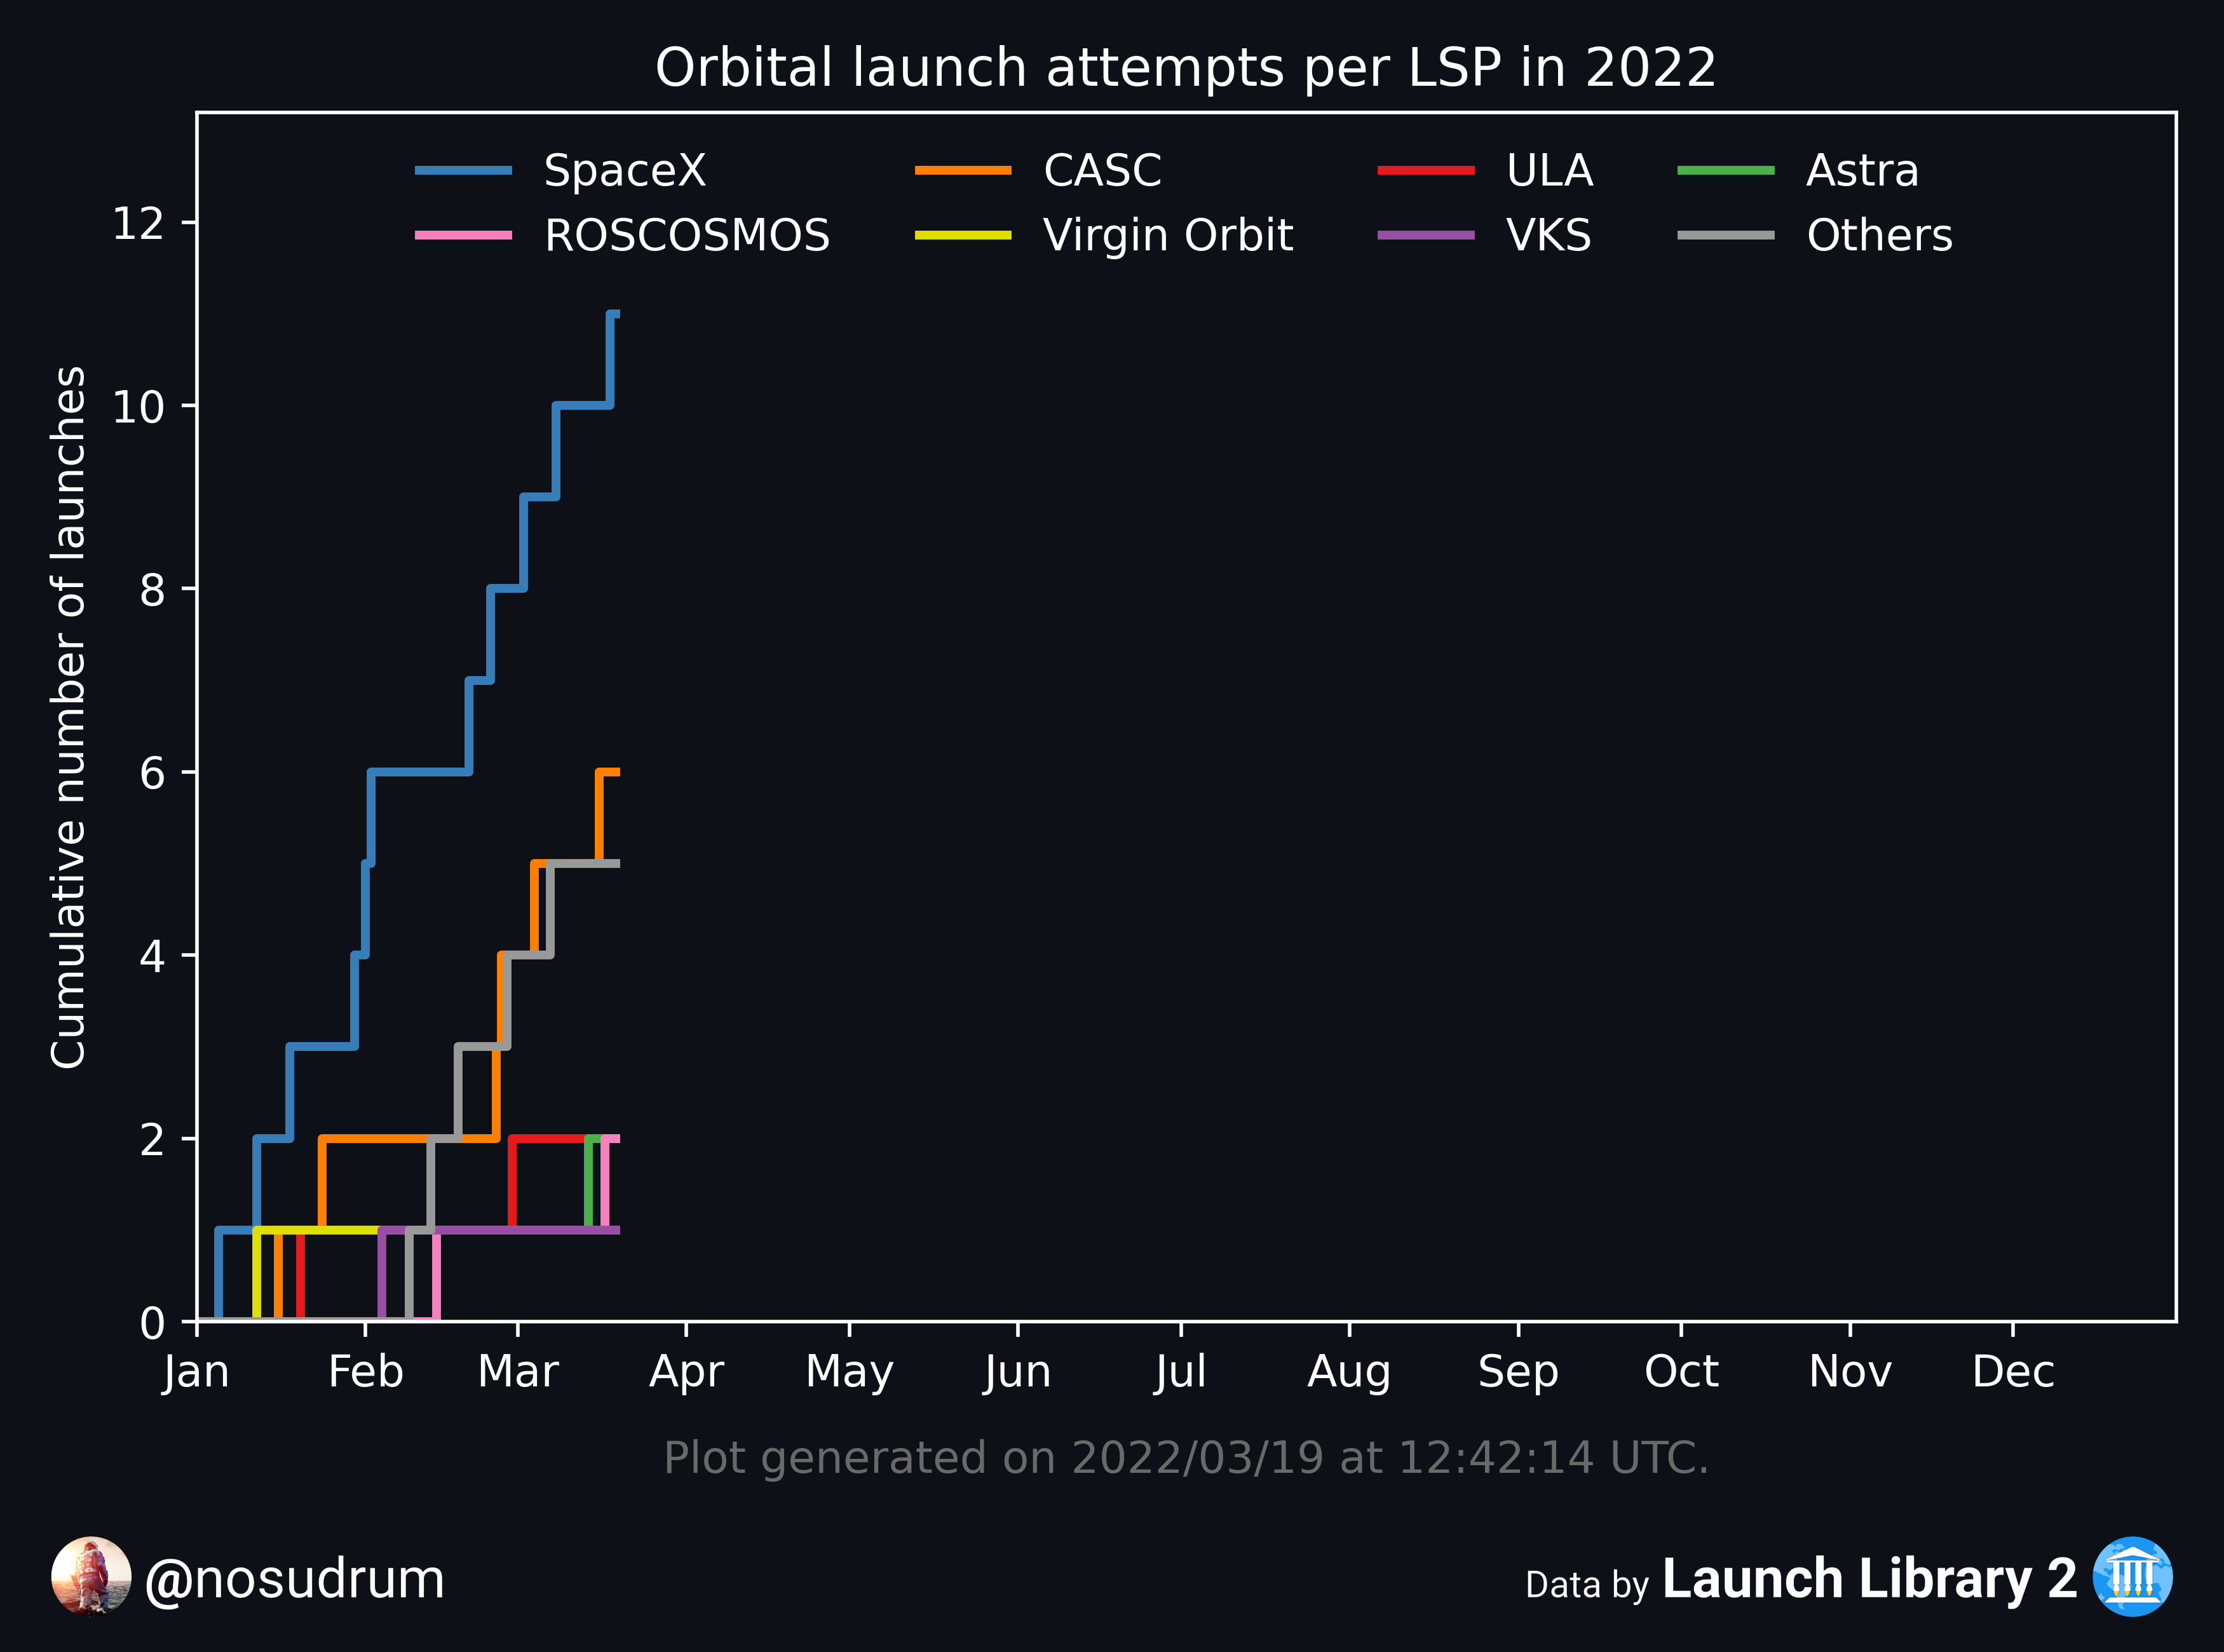 Orbital launch attempts per LSP in 2022
SpaceX CASC ULA Astra
ROSCOSMOS Virgin Orbit VKS Others
Cumulative number of launches
12
10
8
6
4
2
0
Jan Feb Mar Apr May Jun Jul Aug Sep Oct Nov Dec
Plot generated on 2022/03/19 at 12:42:14 UTC.
@nosudrum
Data by Launch Library 2